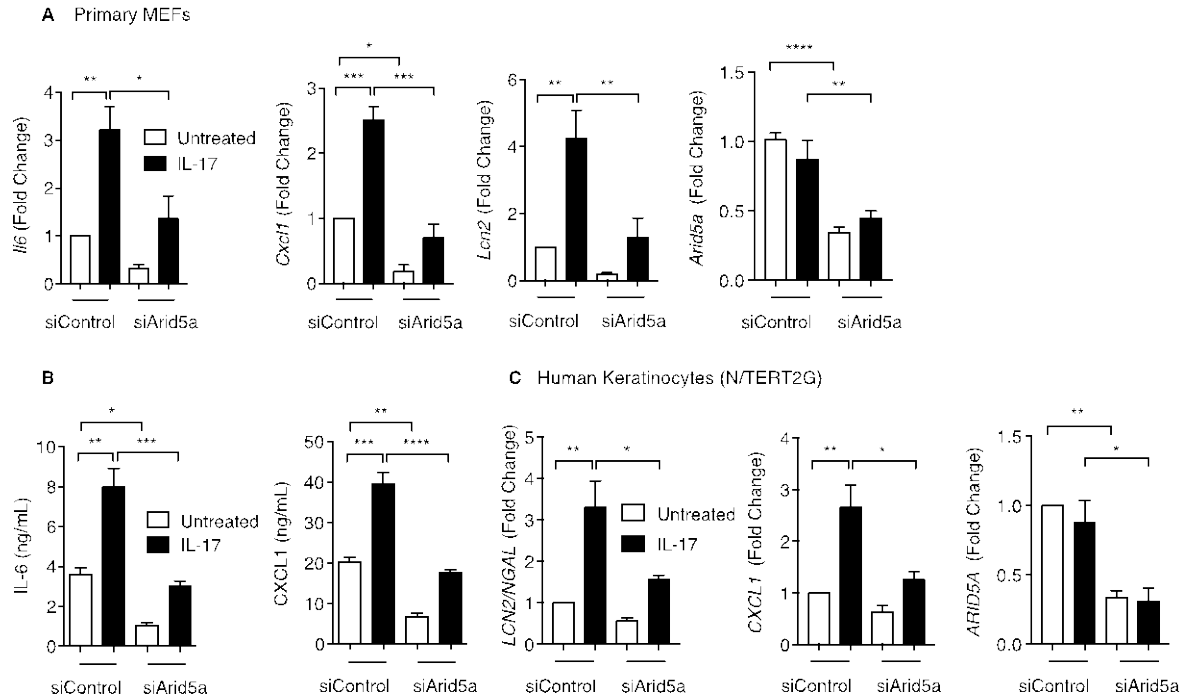 A Primary MEFs
Il6 (Fold Change)
5
4
3
2
1
0
** *
Untreated
IL-17
siControl siArid5a
Cxcl1 (Fold Change)
3
2
1
0
*
*** ***
siControl siArid5a
Lcn2 (Fold Change)
6
4
2
0
** **
siControl siArid5a
Arid5a (Fold Change)
1.5
1.0
0.5
0.0
****
**
siControl siArid5a
B
IL-6 (ng/mL)
10
8
6
4
2
0
*
** ***
Untreated
IL-17
siControl siArid5a
CXCL1 (ng/mL)
50
40
30
20
10
0
**
*** ****
siControl siArid5a
C Human Keratinocytes (N/TERT2G)
LCN2/NGAL (Fold Change)
5
4
3
2
1
0
** *
Untreated
IL-17
siControl siArid5a
CXCL1 (Fold Change)
4
3
2
1
0
** *
siControl siArid5a
ARID5A (Fold Change)
1.5
1.0
0.5
0.0
**
*
siControl siArid5a